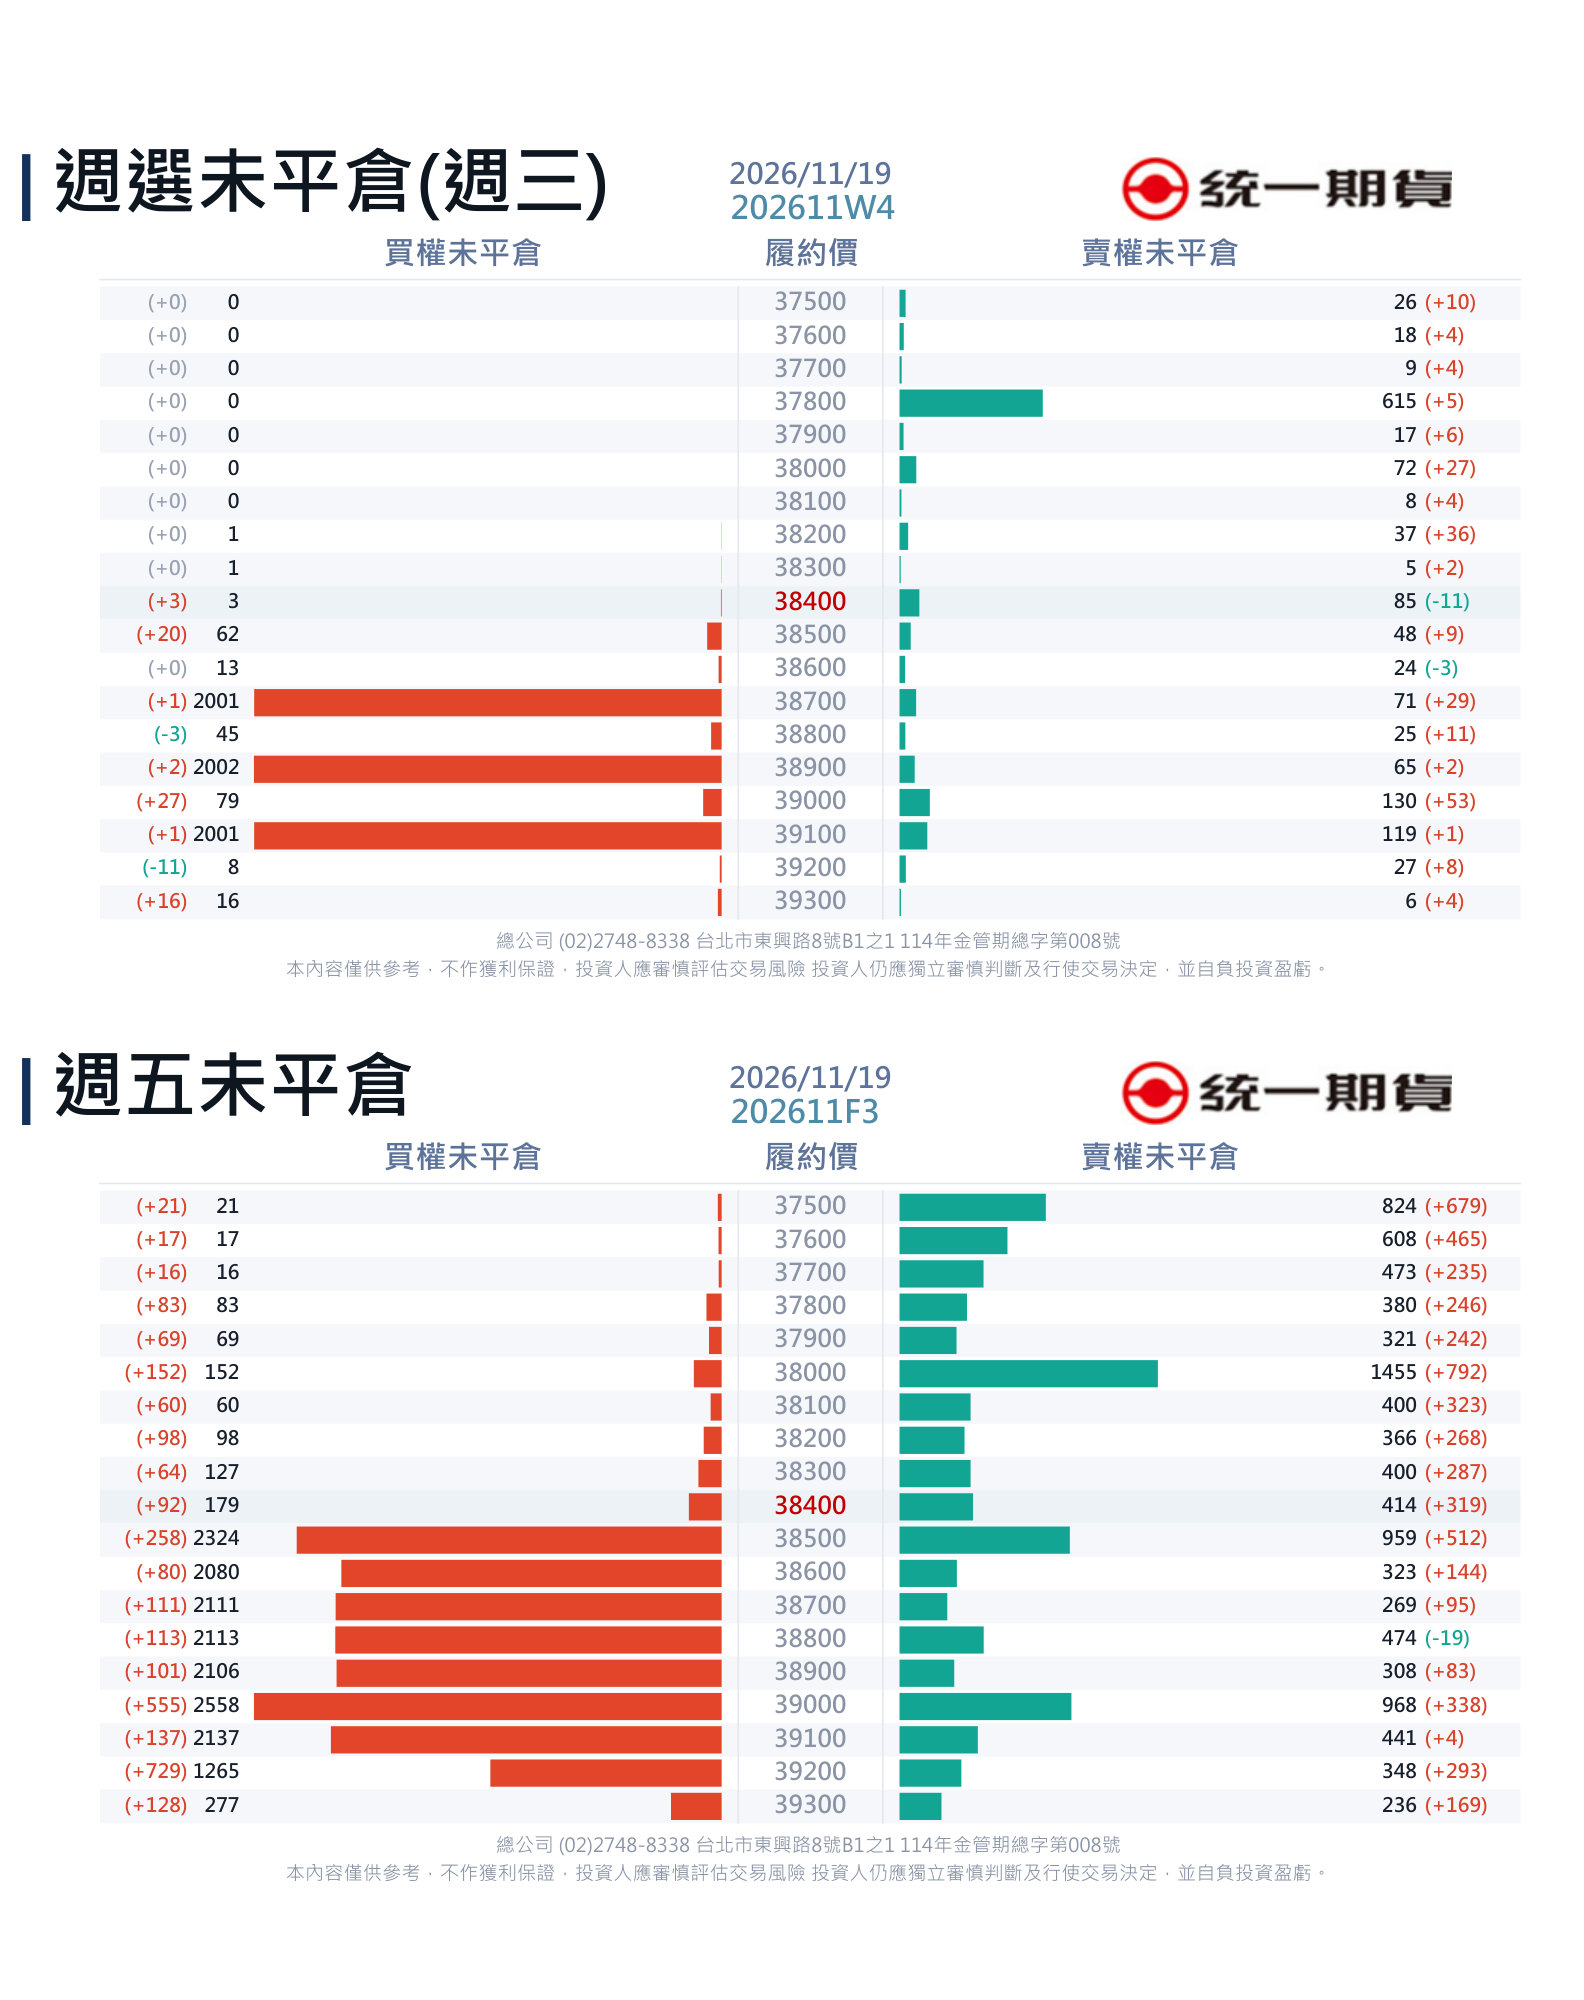 週選未平倉(週三)
2026/11/19
202611W4
統一期貨
買權未平倉 履約價 賣權未平倉
(+0) 0 37500 26 (+10)
(+0) 0 37600 18 (+4)
(+0) 0 37700 9 (+4)
(+0) 0 37800 615 (+5)
(+0) 0 37900 17 (+6)
(+0) 0 38000 72 (+27)
(+0) 0 38100 8 (+4)
(+0) 1 38200 37 (+36)
(+0) 1 38300 5 (+2)
(+3) 3 38400 85 (-11)
(+20) 62 38500 48 (+9)
(+0) 13 38600 24 (-3)
(+1) 2001 38700 71 (+29)
(-3) 45 38800 25 (+11)
(+2) 2002 38900 65 (+2)
(+27) 79 39000 130 (+53)
(+1) 2001 39100 119 (+1)
(-11) 8 39200 27 (+8)
(+16) 16 39300 6 (+4)
總公司 (02)2748-8338 台北市東興路8號B1之1 114年金管期總字第008號
本內容僅供參考，不作獲利保證，投資人應審慎評估交易風險 投資人仍應獨立審慎判斷及行使交易決定，並自負投資盈虧。
週五未平倉
2026/11/19
202611F3
統一期貨
買權未平倉 履約價 賣權未平倉
(+21) 21 37500 824 (+679)
(+17) 17 37600 608 (+465)
(+16) 16 37700 473 (+235)
(+83) 83 37800 380 (+246)
(+69) 69 37900 321 (+242)
(+152) 152 38000 1455 (+792)
(+60) 60 38100 400 (+323)
(+98) 98 38200 366 (+268)
(+64) 127 38300 400 (+287)
(+92) 179 38400 414 (+319)
(+258) 2324 38500 959 (+512)
(+80) 2080 38600 323 (+144)
(+111) 2111 38700 269 (+95)
(+113) 2113 38800 474 (-19)
(+101) 2106 38900 308 (+83)
(+555) 2558 39000 968 (+338)
(+137) 2137 39100 441 (+4)
(+729) 1265 39200 348 (+293)
(+128) 277 39300 236 (+169)
總公司 (02)2748-8338 台北市東興路8號B1之1 114年金管期總字第008號
本內容僅供參考，不作獲利保證，投資人應審慎評估交易風險 投資人仍應獨立審慎判斷及行使交易決定，並自負投資盈虧。